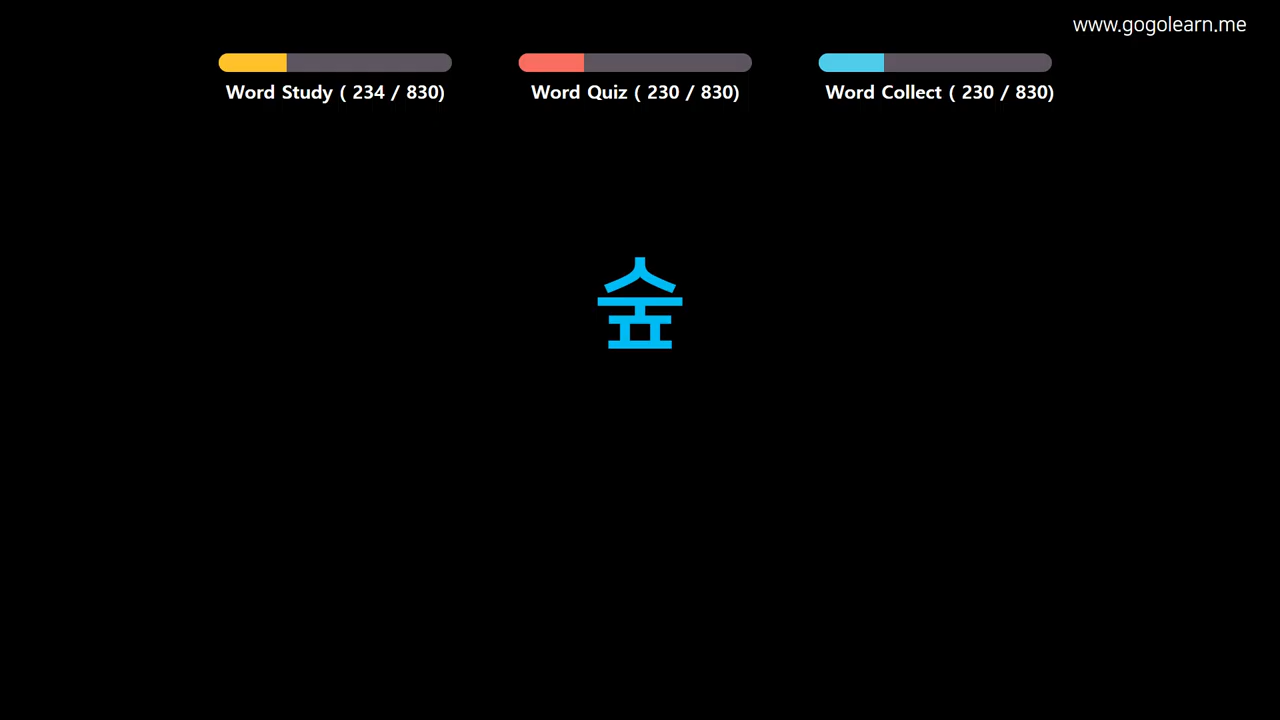 www.gogolearn.me
Word Study ( 234 / 830)
Word Quiz ( 230 / 830)
Word Collect ( 230 / 830)
숲